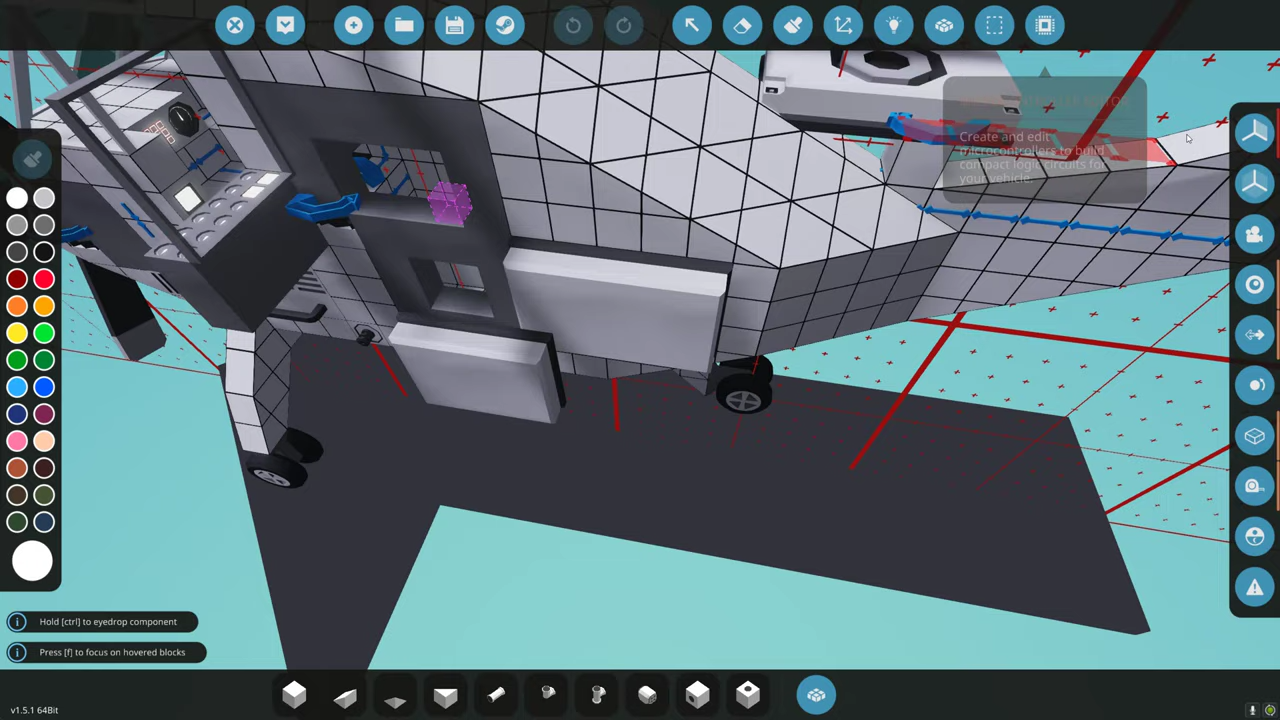 Create and edit
microcontrollers to build
compact logic circuits for
your vehicle.
Hold [ctrl] to eyedrop component
Press [f] to focus on hovered blocks
v1.5.1 64Bit